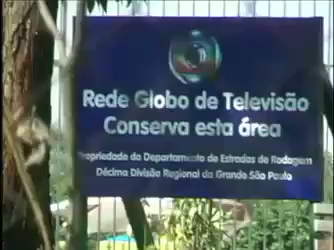 Rede Globo de Televisão
Conserva esta área
Propriedade do Departamento de Estradas de Rodagem
Décima Divisão Regional da Grande São Paulo